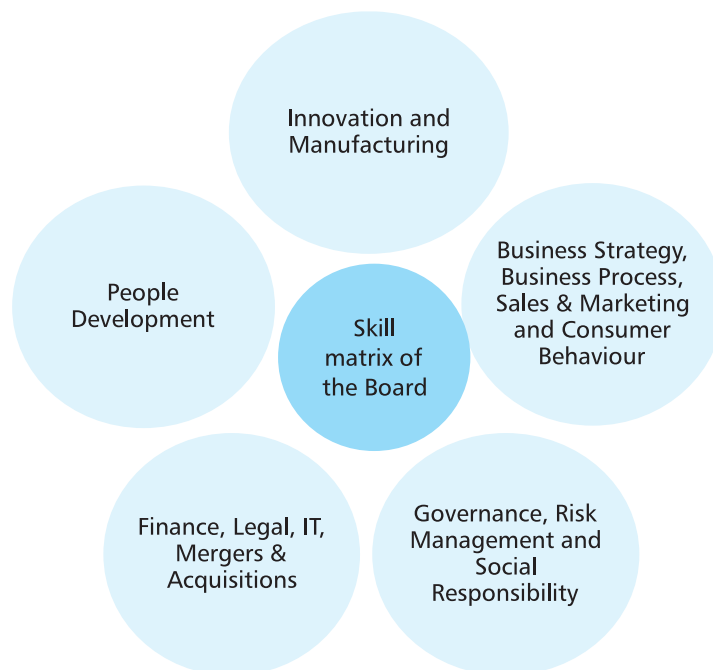 Innovation and
Manufacturing
Business Strategy,
Business Process,
Sales & Marketing
and Consumer
Behaviour
People
Development
Skill
matrix of
the Board
Finance, Legal, IT,
Mergers &
Acquisitions
Governance, Risk
Management and
Social
Responsibility